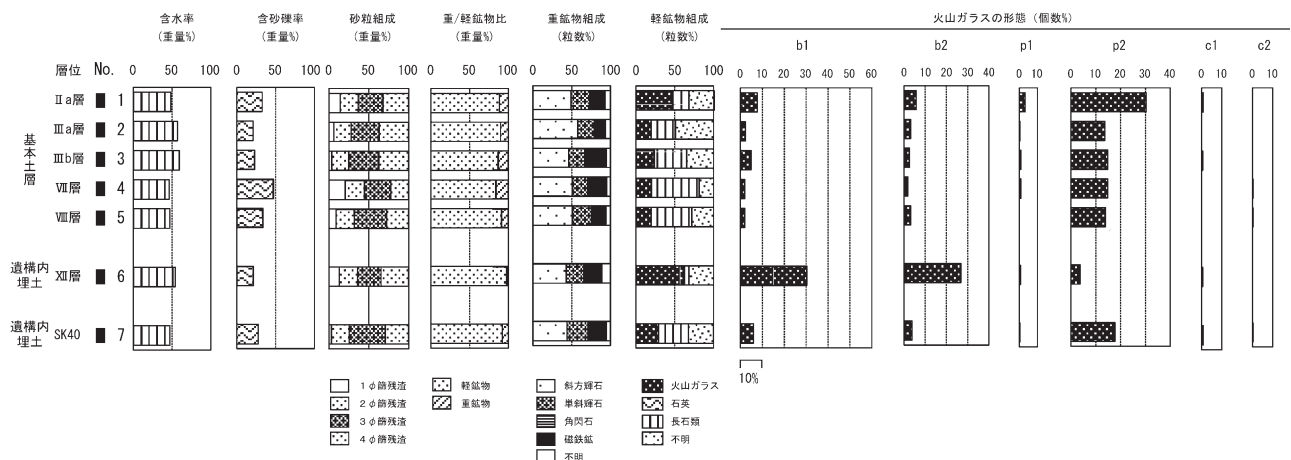 含水率 含砂礫率 砂粒組成 重/軽鉱物比 重鉱物組成 軽鉱物組成 火山ガラスの形態（個数%）
(重量%) (重量%) (重量%) (重量%) (粒数%) (粒数%)
b1 b2 p1 p2 c1 c2
層位 No. 0 50 100 0 50 100 0 50 100 0 50 100 0 50 100 0 50 100 0 10 20 30 40 50 60 0 10 20 30 40 0 10 0 10 20 30 40 0 10 0 10
基本土層
Ⅱa層 1
Ⅲa層 2
Ⅲb層 3
Ⅶ層 4
Ⅷ層 5
遺構内埋土 Ⅻ層 6
遺構内埋土 SK40 7
10%
1φ篩残渣
2φ篩残渣
3φ篩残渣
4φ篩残渣
軽鉱物
重鉱物
斜方輝石
単斜輝石
角閃石
磁鉄鉱
不明
火山ガラス
石英
長石類
不明